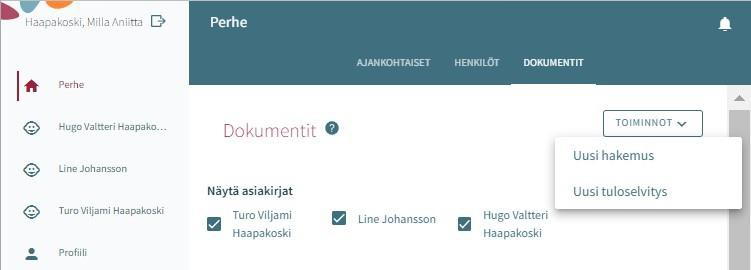 Haapakoski, Milla Aniitta
Perhe
AJANKOHTAISET HENKILÖT DOKUMENTIT
Perhe
Hugo Valtteri Haapako...
Line Johansson
Turo Viljami Haapakoski
Profiili
Dokumentit ?
TOIMINNOT
Uusi hakemus
Uusi tuloselvitys
Näytä asiakirjat
Turo Viljami
Haapakoski
Line Johansson
Hugo Valtteri
Haapakoski